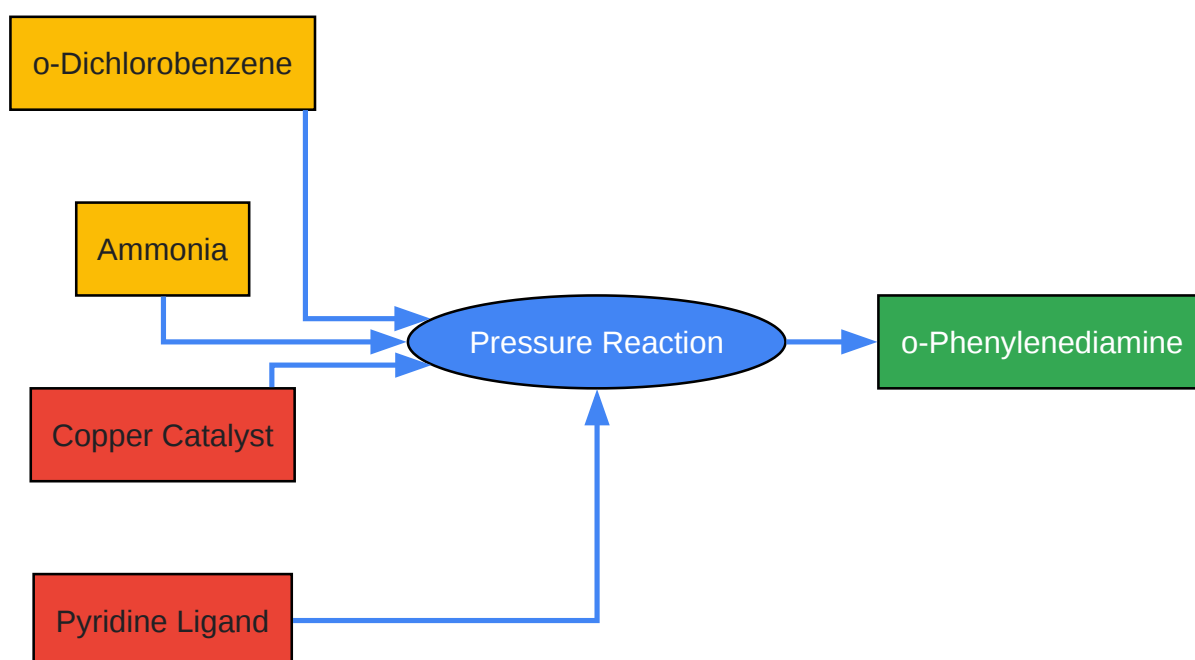 o-Dichlorobenzene
Ammonia
Pressure Reaction
o-Phenylenediamine
Copper Catalyst
Pyridine Ligand